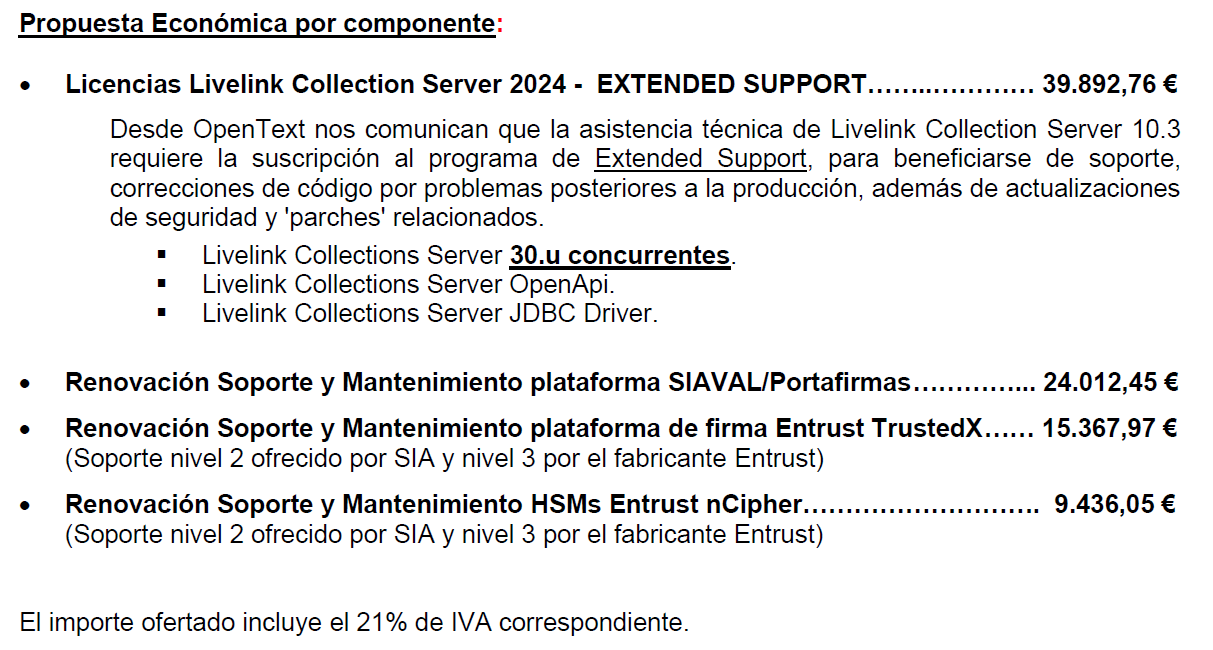 Propuesta Económica por componente:
• Licencias Livelink Collection Server 2024 - EXTENDED SUPPORT……..………..… 39.892,76 €
Desde OpenText nos comunican que la asistencia técnica de Livelink Collection Server 10.3
requiere la suscripción al programa de Extended Support, para beneficiarse de soporte,
correcciones de código por problemas posteriores a la producción, además de actualizaciones
de seguridad y 'parches' relacionados.
▪ Livelink Collections Server 30.u concurrentes.
▪ Livelink Collections Server OpenApi.
▪ Livelink Collections Server JDBC Driver.
• Renovación Soporte y Mantenimiento plataforma SIAVAL/Portafirmas…………... 24.012,45 €
• Renovación Soporte y Mantenimiento plataforma de firma Entrust TrustedX…… 15.367,97 €
(Soporte nivel 2 ofrecido por SIA y nivel 3 por el fabricante Entrust)
• Renovación Soporte y Mantenimiento HSMs Entrust nCipher………………………. 9.436,05 €
(Soporte nivel 2 ofrecido por SIA y nivel 3 por el fabricante Entrust)
El importe ofertado incluye el 21% de IVA correspondiente.